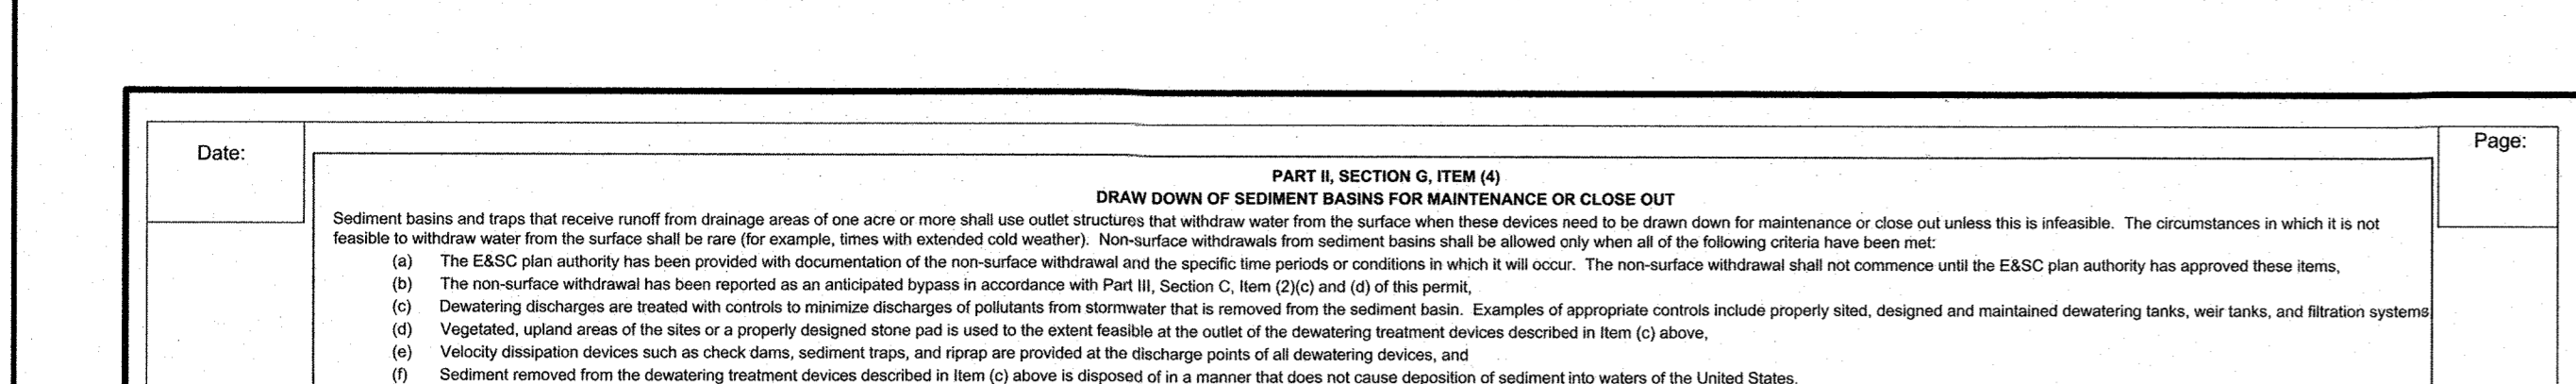 Date:
Page:
PART II, SECTION G, ITEM (4)
DRAW DOWN OF SEDIMENT BASINS FOR MAINTENANCE OR CLOSE OUT
Sediment basins and traps that receive runoff from drainage areas of one acre or more shall use outlet structures that withdraw water from the surface when these devices need to be drawn down for maintenance or close out unless this is infeasible.  The circumstances in which it is not
feasible to withdraw water from the surface shall be rare (for example, times with extended cold weather).  Non-surface withdrawals from sediment basins shall be allowed only when all of the following criteria have been met:
(a) The E&SC plan authority has been provided with documentation of the non-surface withdrawal and the specific time periods or conditions in which it will occur.  The non-surface withdrawal shall not commence until the E&SC plan authority has approved these items,
(b) The non-surface withdrawal has been reported as an anticipated bypass in accordance with Part III, Section C, Item (2)(c) and (d) of this permit,
(c) Dewatering discharges are treated with controls to minimize discharges of pollutants from stormwater that is removed from the sediment basin.  Examples of appropriate controls include properly sited, designed and maintained dewatering tanks, weir tanks, and filtration systems
(d) Vegetated, upland areas of the sites or a properly designed stone pad is used to the extent feasible at the outlet of the dewatering treatment devices described in Item (c) above,
(e) Velocity dissipation devices such as check dams, sediment traps, and riprap are provided at the discharge points of all dewatering devices, and
(f) Sediment removed from the dewatering treatment devices described in Item (c) above is disposed of in a manner that does not cause deposition of sediment into waters of the United States.